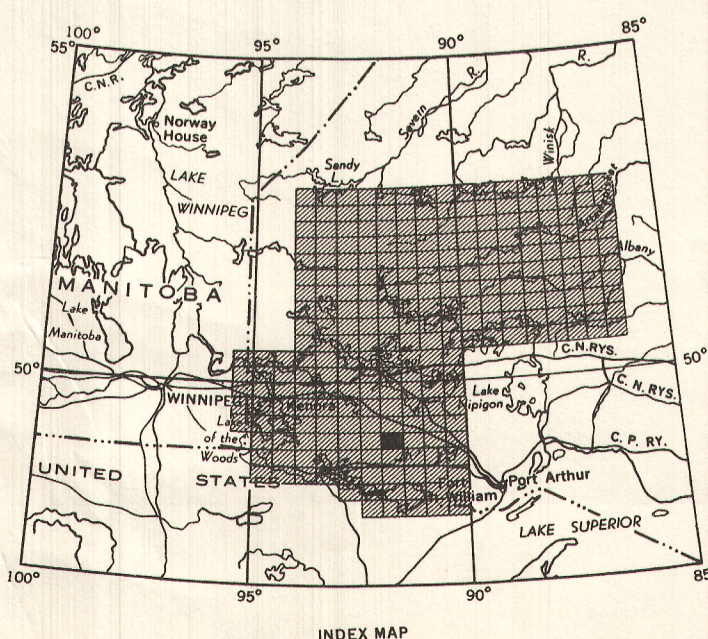 100°
95°
90°
85°
55°
C.N.R.
R.
R.
Norway
House
Severn
Winisk
Sandy
L.
LAKE
WINNIPEG
Attawapiskat
Albany
MANITOBA
Lake
Manitoba
Seul
C.N.RYS.
50°
50°
C.N.RYS.
WINNIPEG
Kenora
Lake
Nipigon
Lake
of the
Woods
C.P.RY.
UNITED
STATES
Fort
William
Port Arthur
LAKE SUPERIOR
100°
95°
90°
85
INDEX MAP